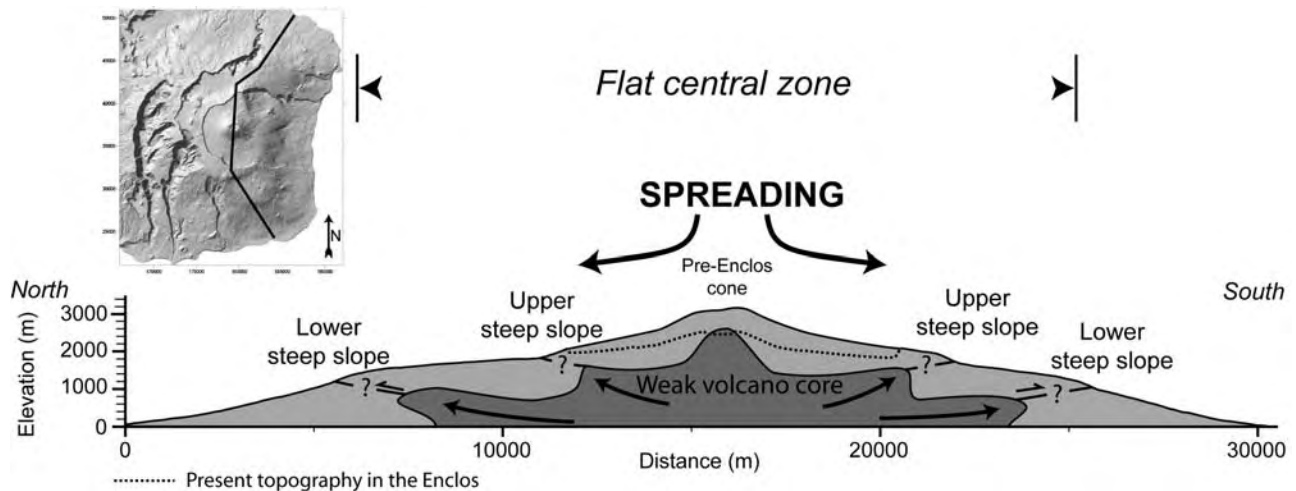 Flat central zone
N
SPREADING
Pre-Enclos
cone
North
South
Upper
steep slope
Upper
steep slope
Lower
steep slope
Lower
steep slope
Elevation (m)
3000
2000
1000
0
?
?
?
?
Weak volcano core
0
10000
20000
30000
Distance (m)
Present topography in the Enclos